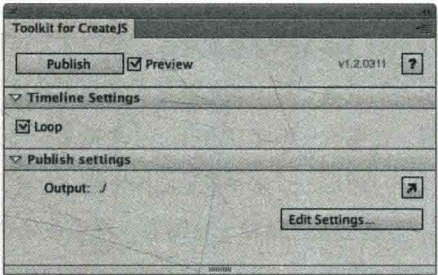 Toolkit for CreateJS
Publish Preview v1.2.0311 ?
Timeline Settings
Loop
Publish settings
Output: ./
Edit Settings...